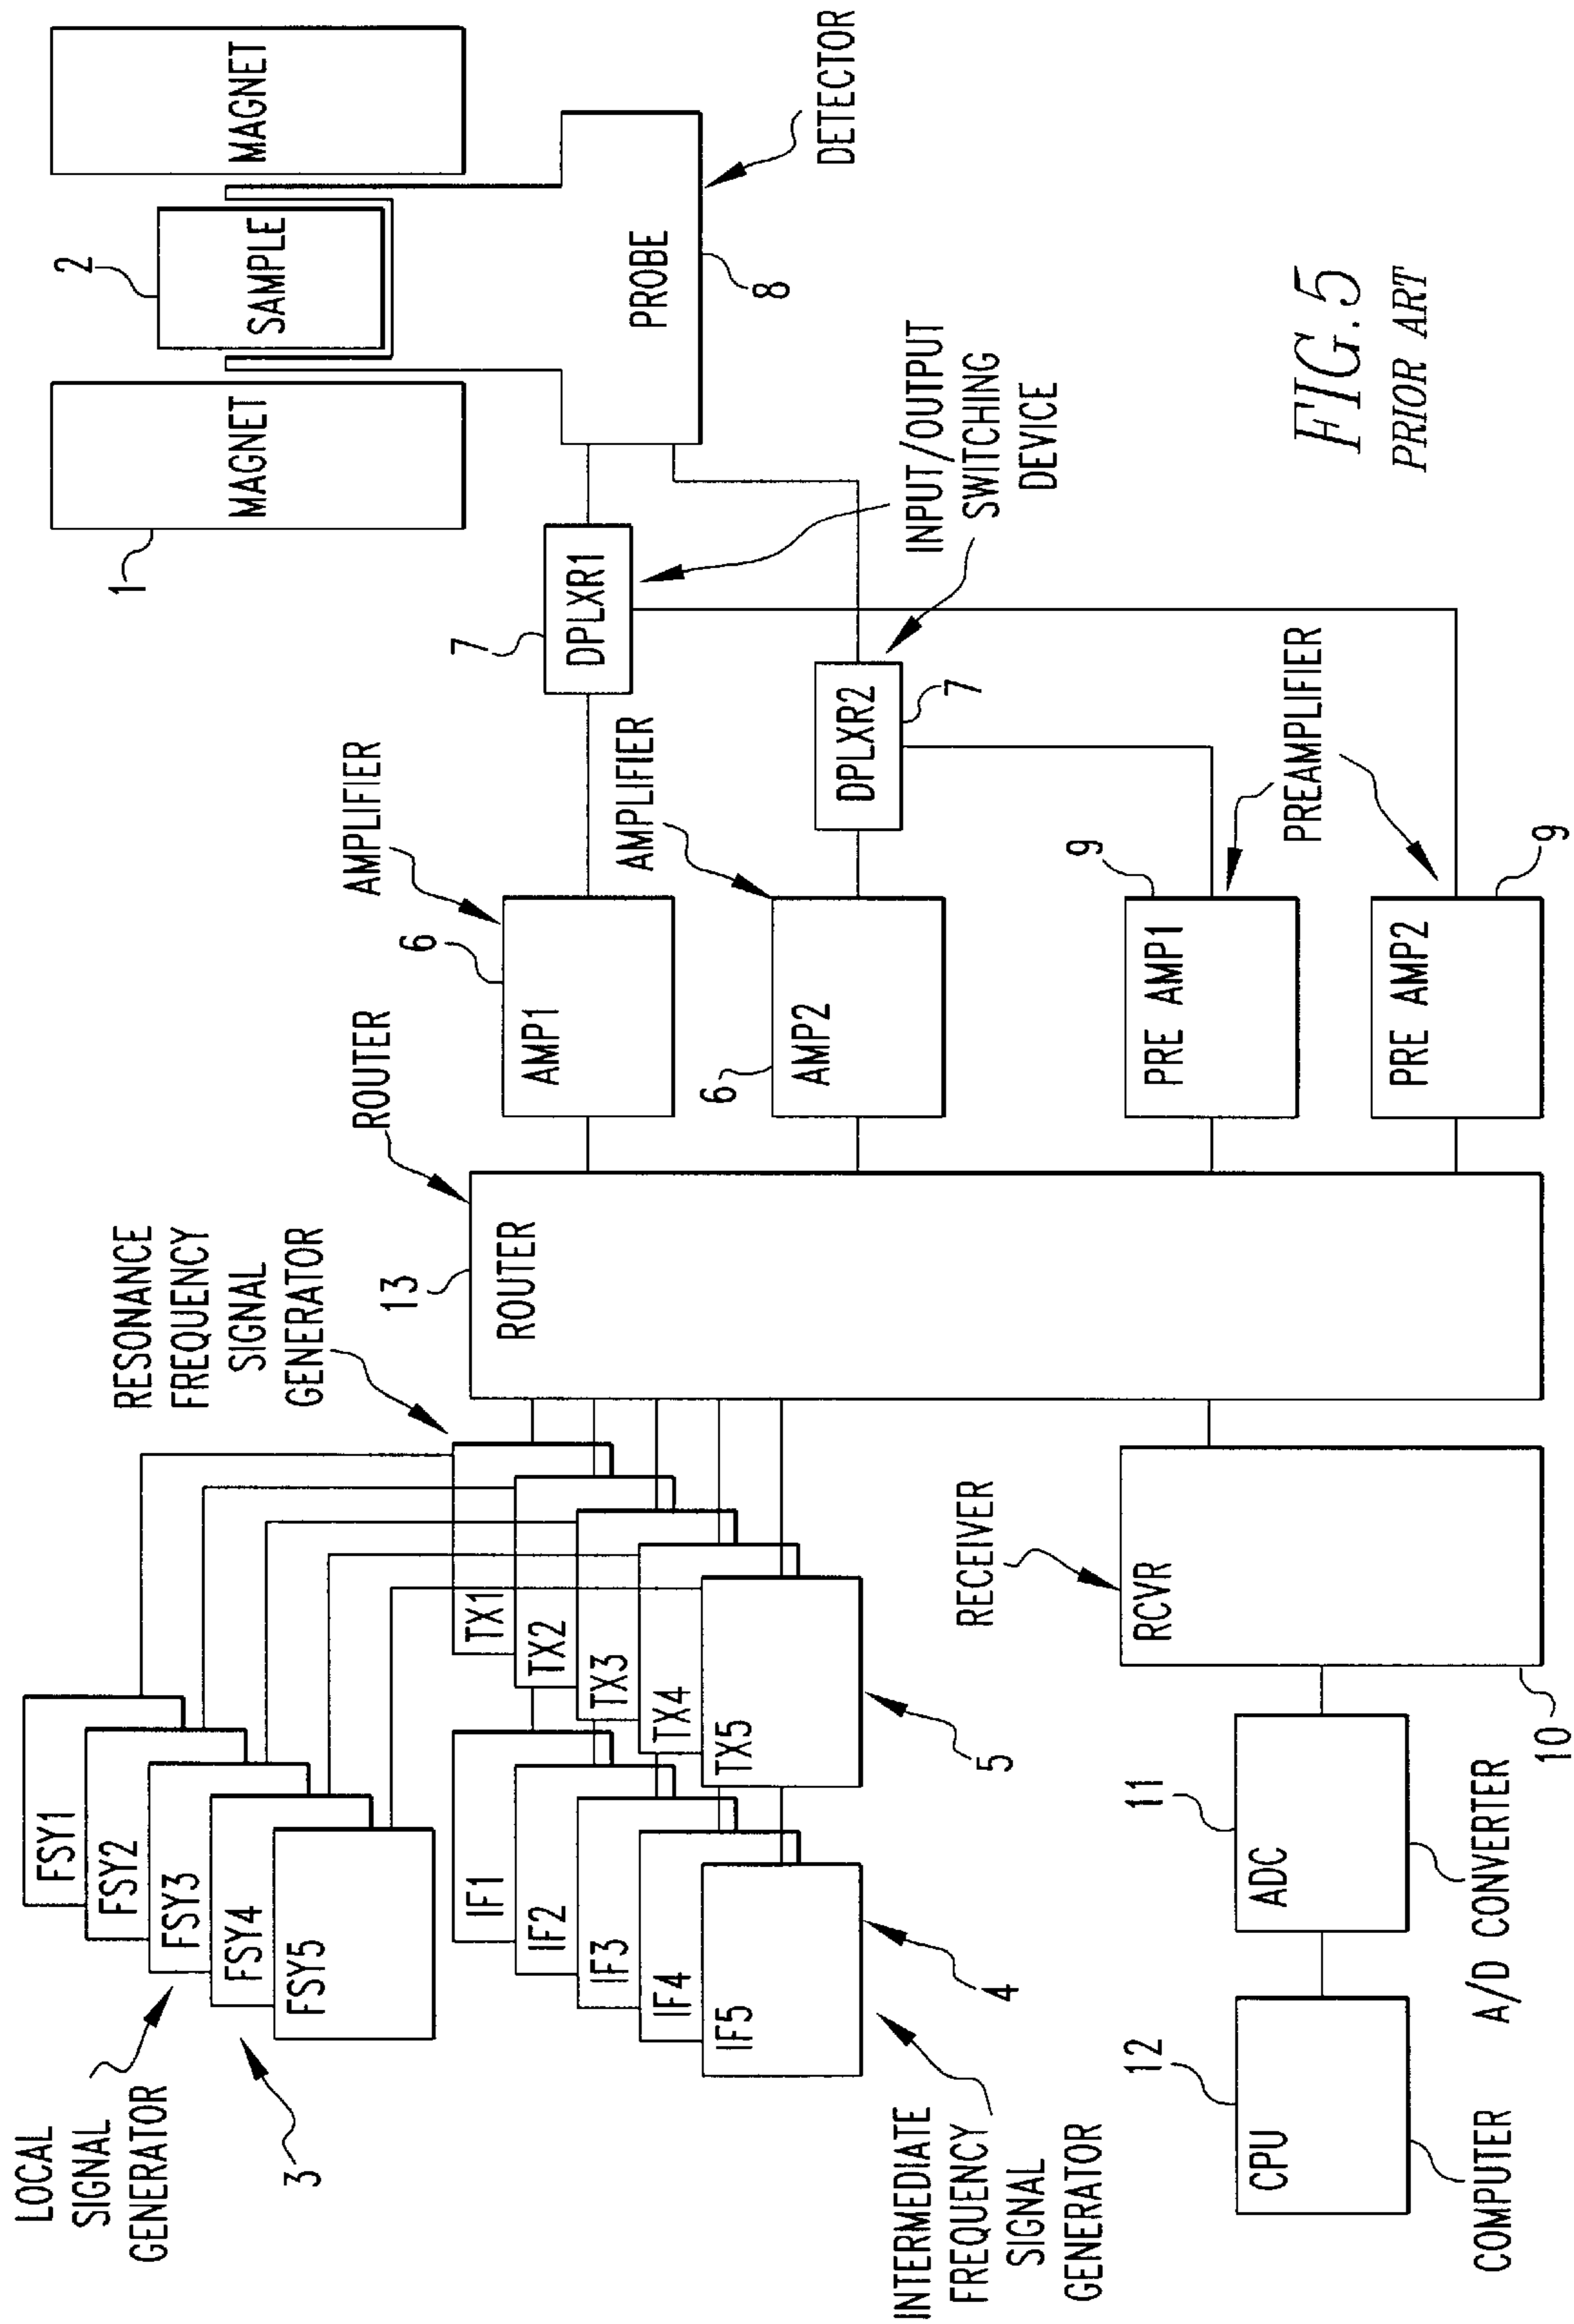 LOCAL
SIGNAL
GENERATOR
3
FSY1
FSY2
FSY3
FSY4
FSY5
RESONANCE
FREQUENCY
SIGNAL
GENERATOR
TX1
TX2
TX3
TX4
TX5
5
IF1
IF2
IF3
IF4
IF5
4
INTERMEDIATE
FREQUENCY
SIGNAL
GENERATOR
ROUTER
13
ROUTER
AMPLIFIER
6
AMP1
AMPLIFIER
6
AMP2
7
DPLXR1
DPLXR2
7
INPUT/OUTPUT
SWITCHING
DEVICE
1
MAGNET
2
SAMPLE
MAGNET
PROBE
8
DETECTOR
PREAMPLIFIER
9
PRE AMP1
PRE AMP2
9
RECEIVER
RCVR
10
11
ADC
A/D CONVERTER
12
CPU
COMPUTER
FIG.5
PRIOR ART